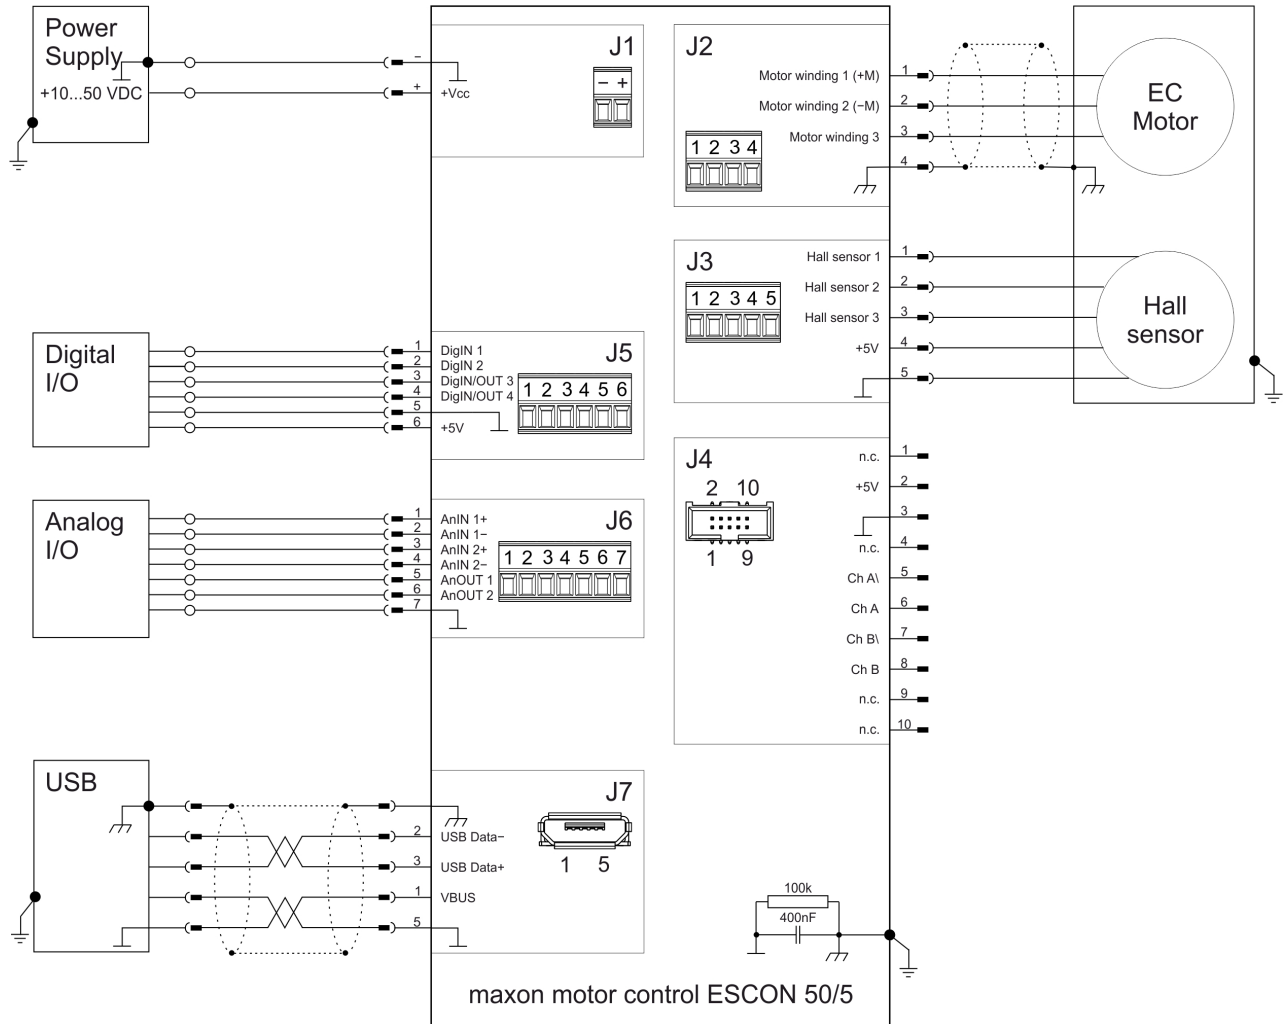 Power
Supply
+10...50 VDC
−
+
+Vcc
J1
− +
J2
Motor winding 1 (+M) 1
Motor winding 2 (−M) 2
Motor winding 3 3
4
1 2 3 4
EC
Motor
J3
1 2 3 4 5
Hall sensor 1 1
Hall sensor 2 2
Hall sensor 3 3
+5V 4
5
Hall
sensor
Digital
I/O
1 DigIN 1
2 DigIN 2
3 DigIN/OUT 3
4 DigIN/OUT 4
5
6 +5V
J5
1 2 3 4 5 6
J4
2 10
1 9
n.c. 1
+5V 2
3
n.c. 4
Ch A\ 5
Ch A 6
Ch B\ 7
Ch B 8
n.c. 9
n.c. 10
Analog
I/O
1 AnIN 1+
2 AnIN 1−
3 AnIN 2+
4 AnIN 2−
5 AnOUT 1
6 AnOUT 2
7
J6
1 2 3 4 5 6 7
USB
2 USB Data−
3 USB Data+
1 VBUS
5
J7
1 5
100k
400nF
maxon motor control ESCON 50/5